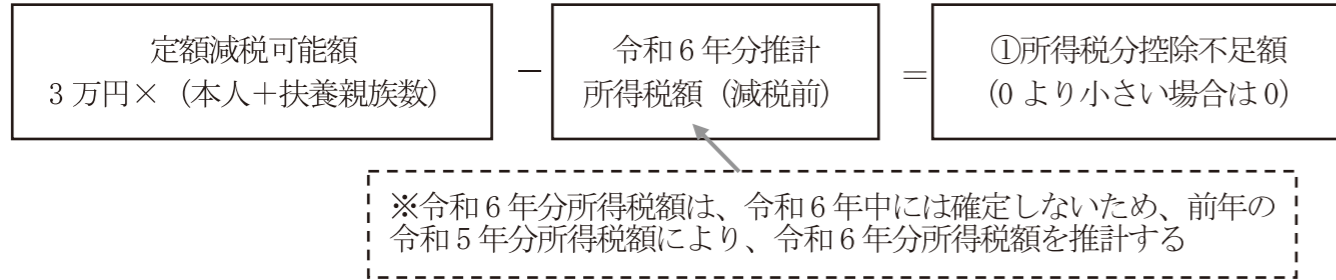 定額減税可能額
3万円×（本人＋扶養親族数）
−
令和6年分推計
所得税額（減税前）
＝
①所得税分控除不足額
(0より小さい場合は0)
※令和6年分所得税額は、令和6年中には確定しないため、前年の
令和5年分所得税額により、令和6年分所得税額を推計する